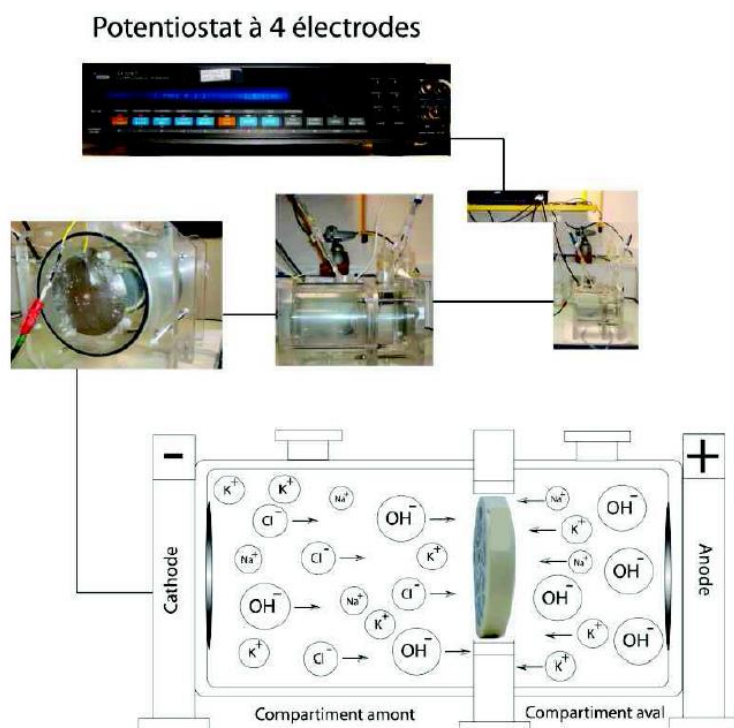 Potentiostat à 4 électrodes
-
+
K⁺ K⁺ Na⁺ Na⁺ OH⁻
Cl⁻ OH⁻ K⁺
Na⁺ Cl⁻ K⁺ Na⁺ OH⁻
OH⁻ Na⁺ Cl⁻ OH⁻
K⁺ K⁺ OH⁻
K⁺ Cl⁻ OH⁻ K⁺
Cathode
Anode
Compartiment amont
Compartiment aval